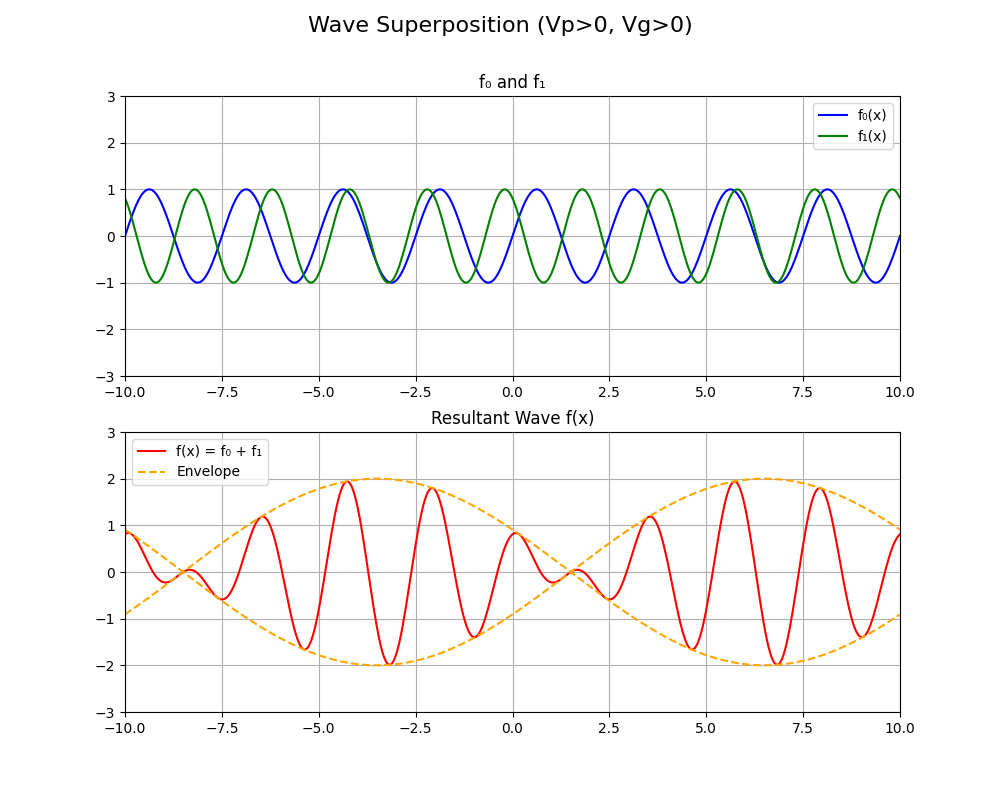 Wave Superposition (Vp>0, Vg>0)
f₀ and f₁
3
2
1
0
−1
−2
−3
f₀(x)
f₁(x)
−10.0 −7.5 −5.0 −2.5 0.0 2.5 5.0 7.5 10.0
Resultant Wave f(x)
3
2
1
0
−1
−2
−3
f(x) = f₀ + f₁
Envelope
−10.0 −7.5 −5.0 −2.5 0.0 2.5 5.0 7.5 10.0